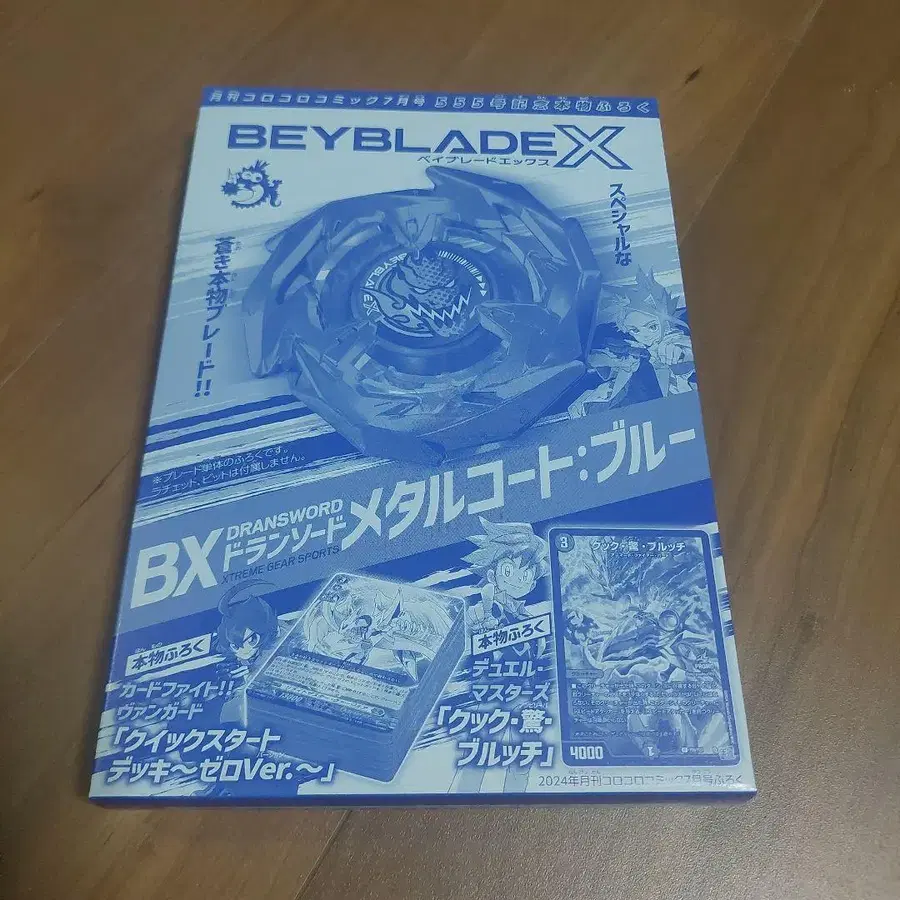 月刊コロコロコミック7月号 555号記念本物ふろく
BEYBLADE X
ベイブレードエックス
スペシャルな
蒼き本物ブレード!!
BEYBLADE X
※ブレード単体のふろくです。
ラチェット、ビットは付属しません。
BX
DRANSWORD
ドランソード
XTREME GEAR SPORTS
メタルコート:ブルー
本物ふろく
カードファイト!!
ヴァンガード
「クイックスタート
デッキ〜ゼロVer.〜」
本物ふろく
デュエル・
マスターズ
「クック・驚・
ブルッチ」
3
クック・驚・ブルッチ
4000
2024年月刊コロコロコミック7月号ふろく